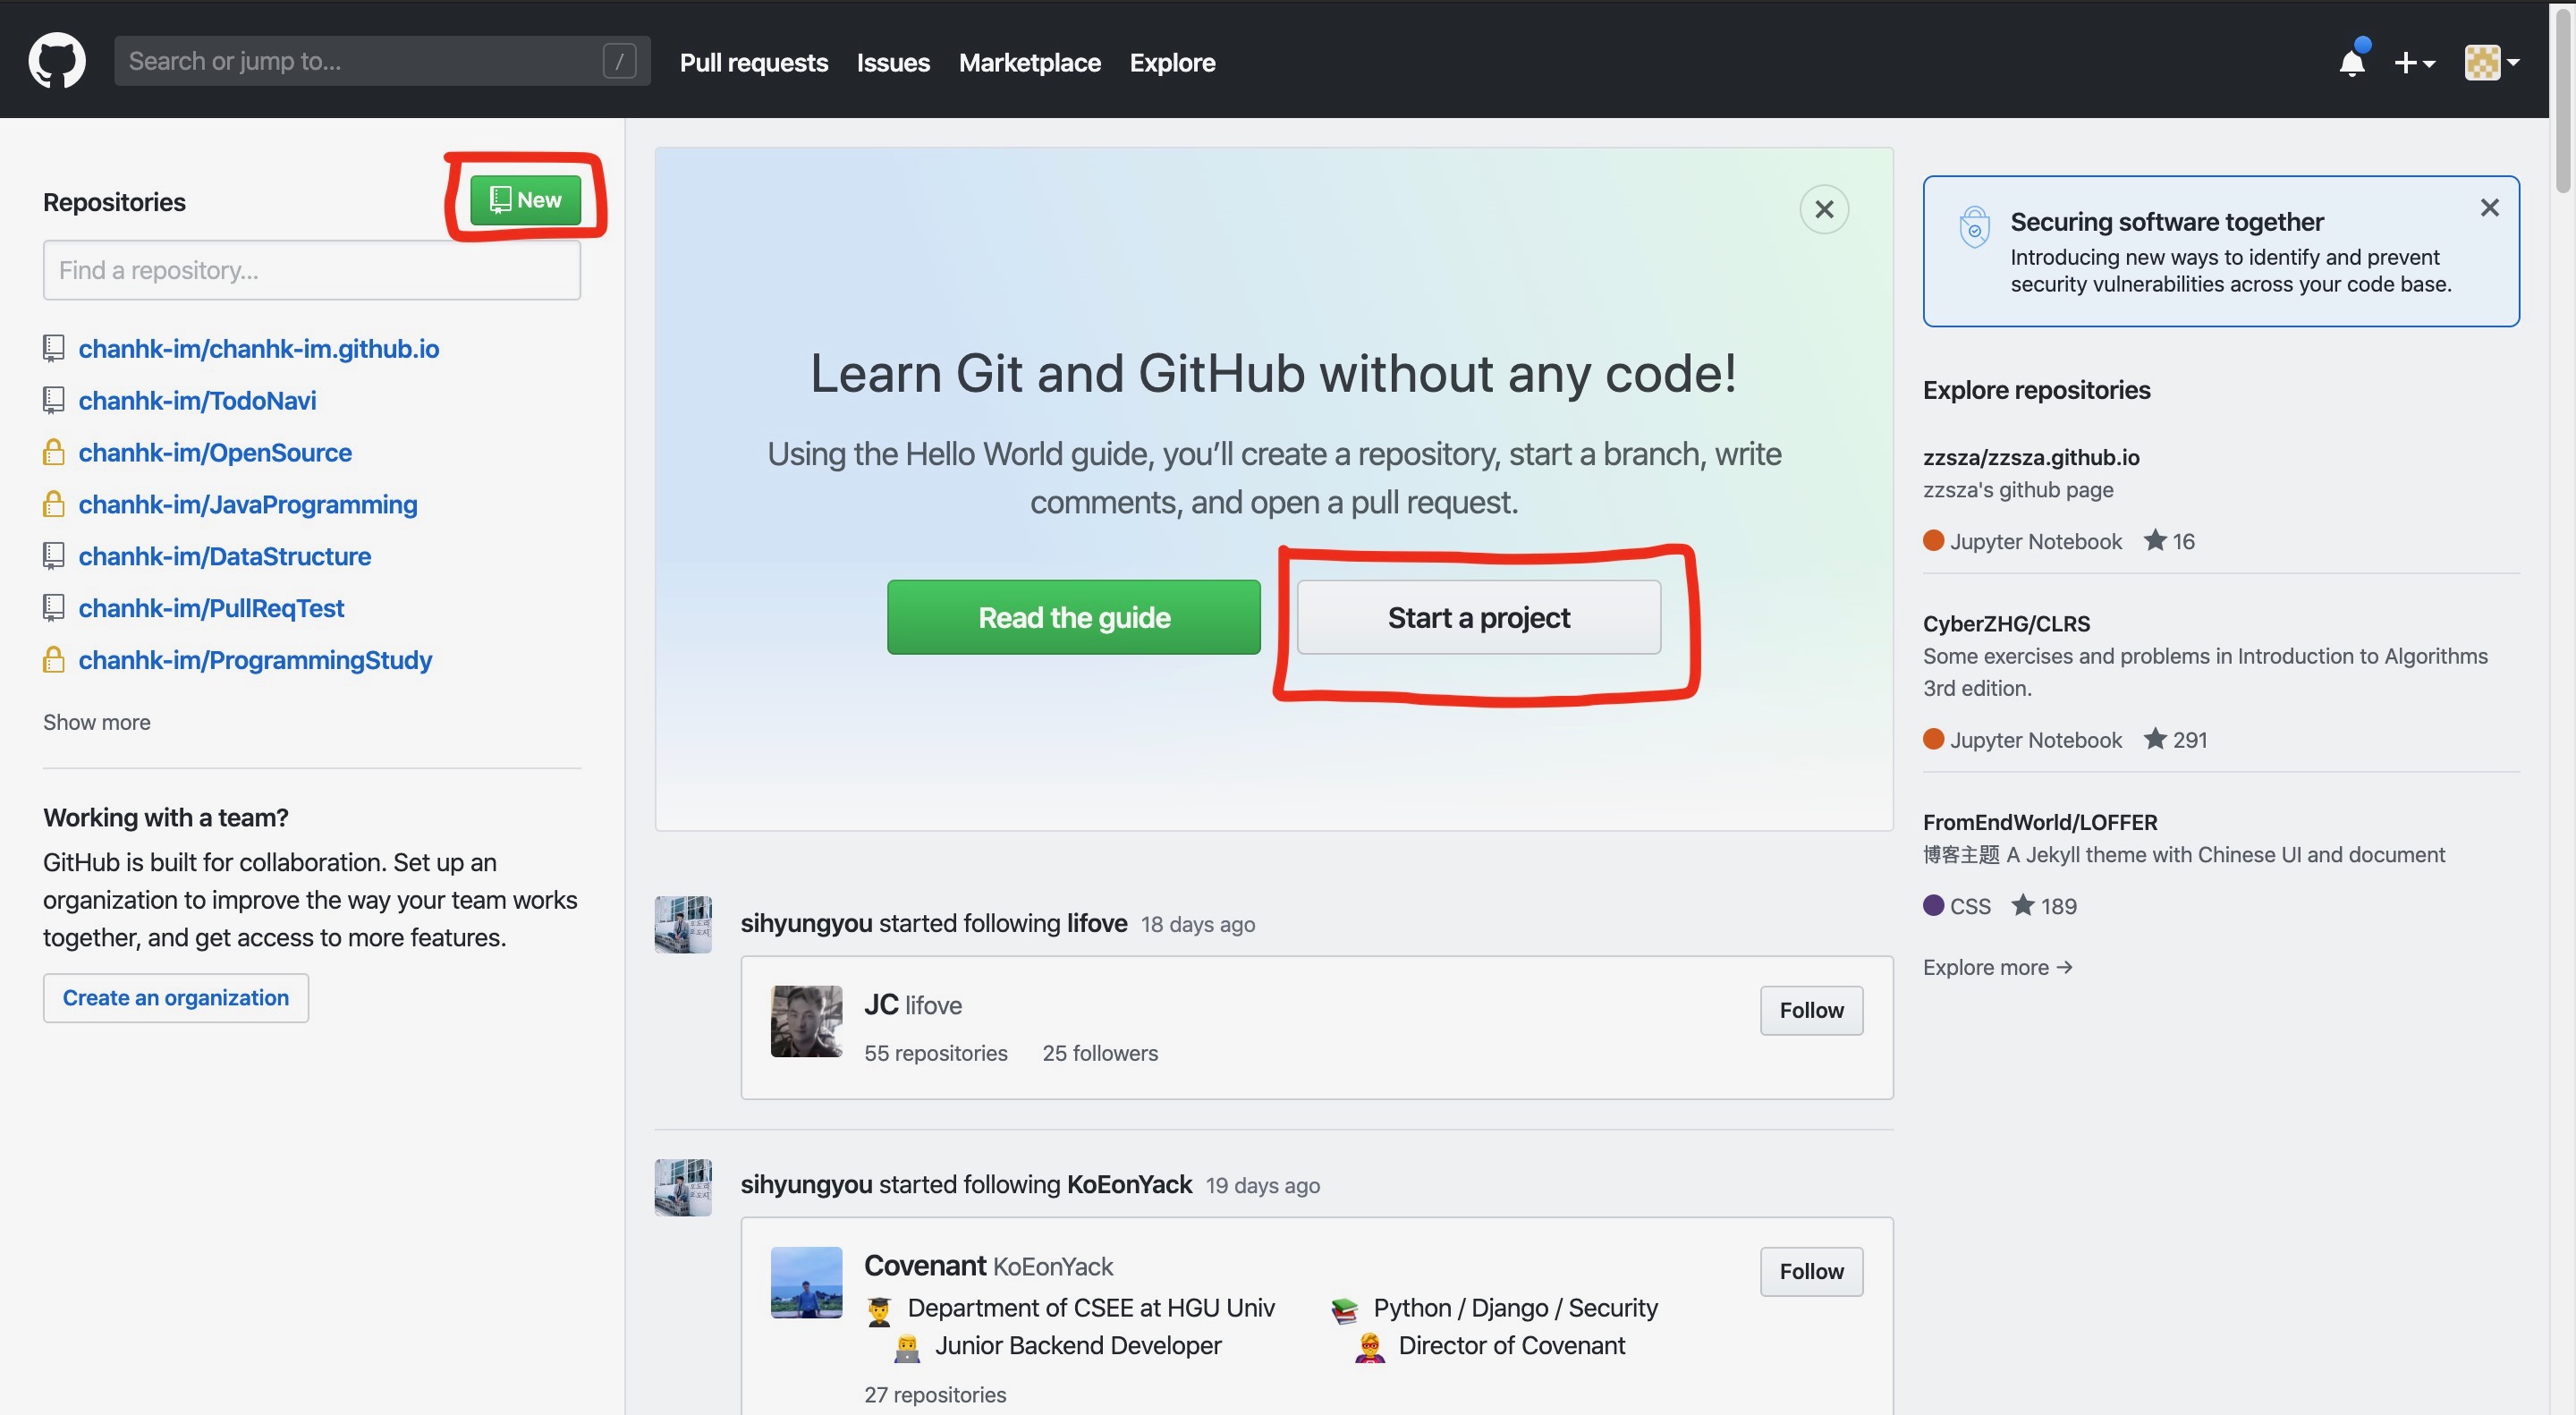 Search or jump to...
/
Pull requests
Issues
Marketplace
Explore
Repositories
New
Find a repository...
chanhk-im/chanhk-im.github.io
chanhk-im/TodoNavi
chanhk-im/OpenSource
chanhk-im/JavaProgramming
chanhk-im/DataStructure
chanhk-im/PullReqTest
chanhk-im/ProgrammingStudy
Show more
Working with a team?
GitHub is built for collaboration. Set up an
organization to improve the way your team works
together, and get access to more features.
Create an organization
Learn Git and GitHub without any code!
Using the Hello World guide, you’ll create a repository, start a branch, write
comments, and open a pull request.
Read the guide
Start a project
sihyungyou started following lifove 18 days ago
JC lifove
55 repositories 25 followers
Follow
sihyungyou started following KoEonYack 19 days ago
Covenant KoEonYack
Department of CSEE at HGU Univ Python / Django / Security
Junior Backend Developer Director of Covenant
27 repositories
Follow
Securing software together
Introducing new ways to identify and prevent
security vulnerabilities across your code base.
Explore repositories
zzsza/zzsza.github.io
zzsza's github page
Jupyter Notebook 16
CyberZHG/CLRS
Some exercises and problems in Introduction to Algorithms
3rd edition.
Jupyter Notebook 291
FromEndWorld/LOFFER
博客主题 A Jekyll theme with Chinese UI and document
CSS 189
Explore more →